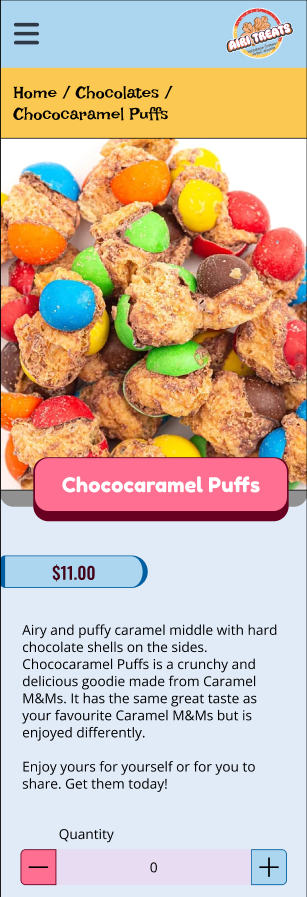 AIRY TREATS
Home / Chocolates /
Chococaramel Puffs
Chococaramel Puffs
$11.00
Airy and puffy caramel middle with hard
chocolate shells on the sides.
Chococaramel Puffs is a crunchy and
delicious goodie made from Caramel
M&Ms. It has the same great taste as
your favourite Caramel M&Ms but is
enjoyed differently.
Enjoy yours for yourself or for you to
share. Get them today!
Quantity
0